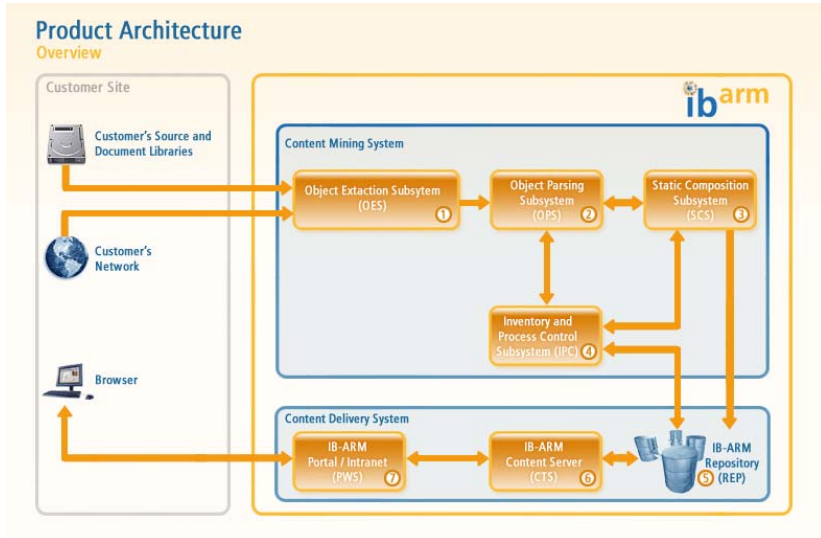 Product Architecture
Overview
Customer Site
ibarm
Customer's Source and
Document Libraries
Content Mining System
Object Extaction Subsytem
(OES)
1
Object Parsing
Subsystem
(OPS)
2
Static Composition
Subsystem
(SCS)
3
Customer's
Network
Inventory and
Process Control
Subsystem (IPC)
4
Browser
Content Delivery System
IB-ARM
Portal / Intranet
(PWS)
7
IB-ARM
Content Server
(CTS)
6
IB-ARM
Repository
5 (REP)